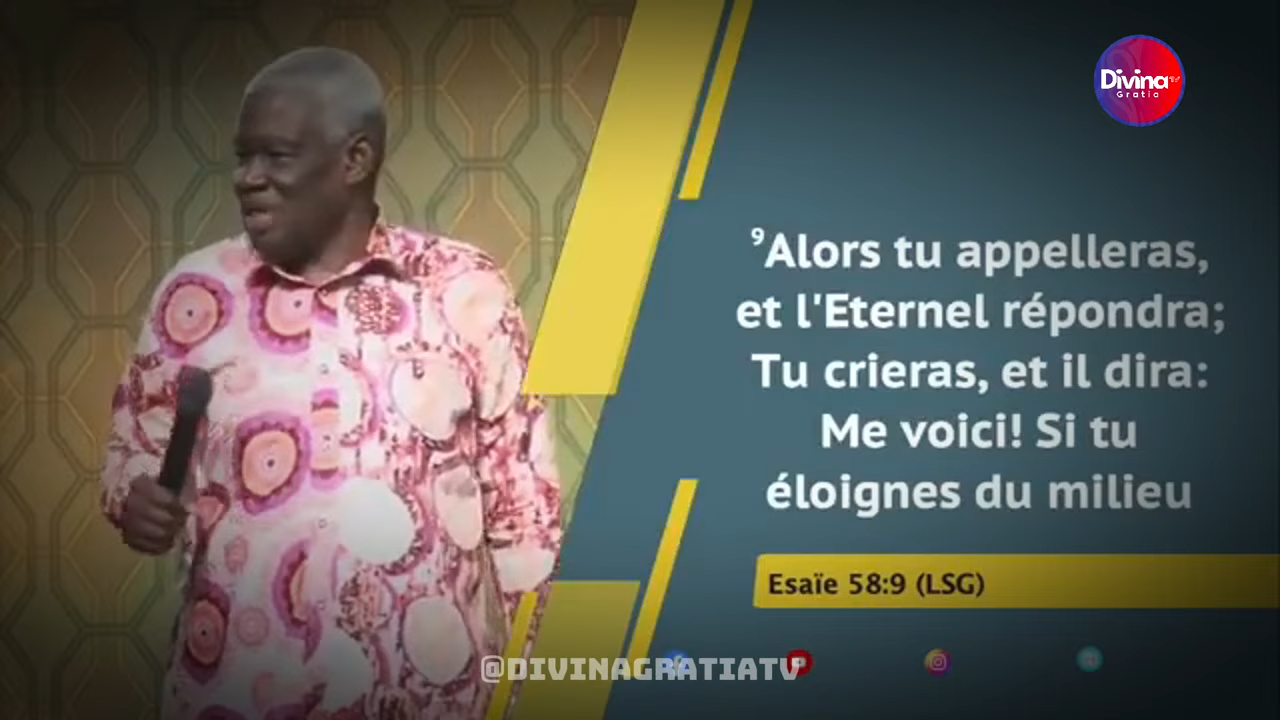 Divina TV
Gratia
⁹Alors tu appelleras,
et l'Eternel répondra;
Tu crieras, et il dira:
Me voici! Si tu
éloignes du milieu
Esaïe 58:9 (LSG)
@DIVINAGRATIATV